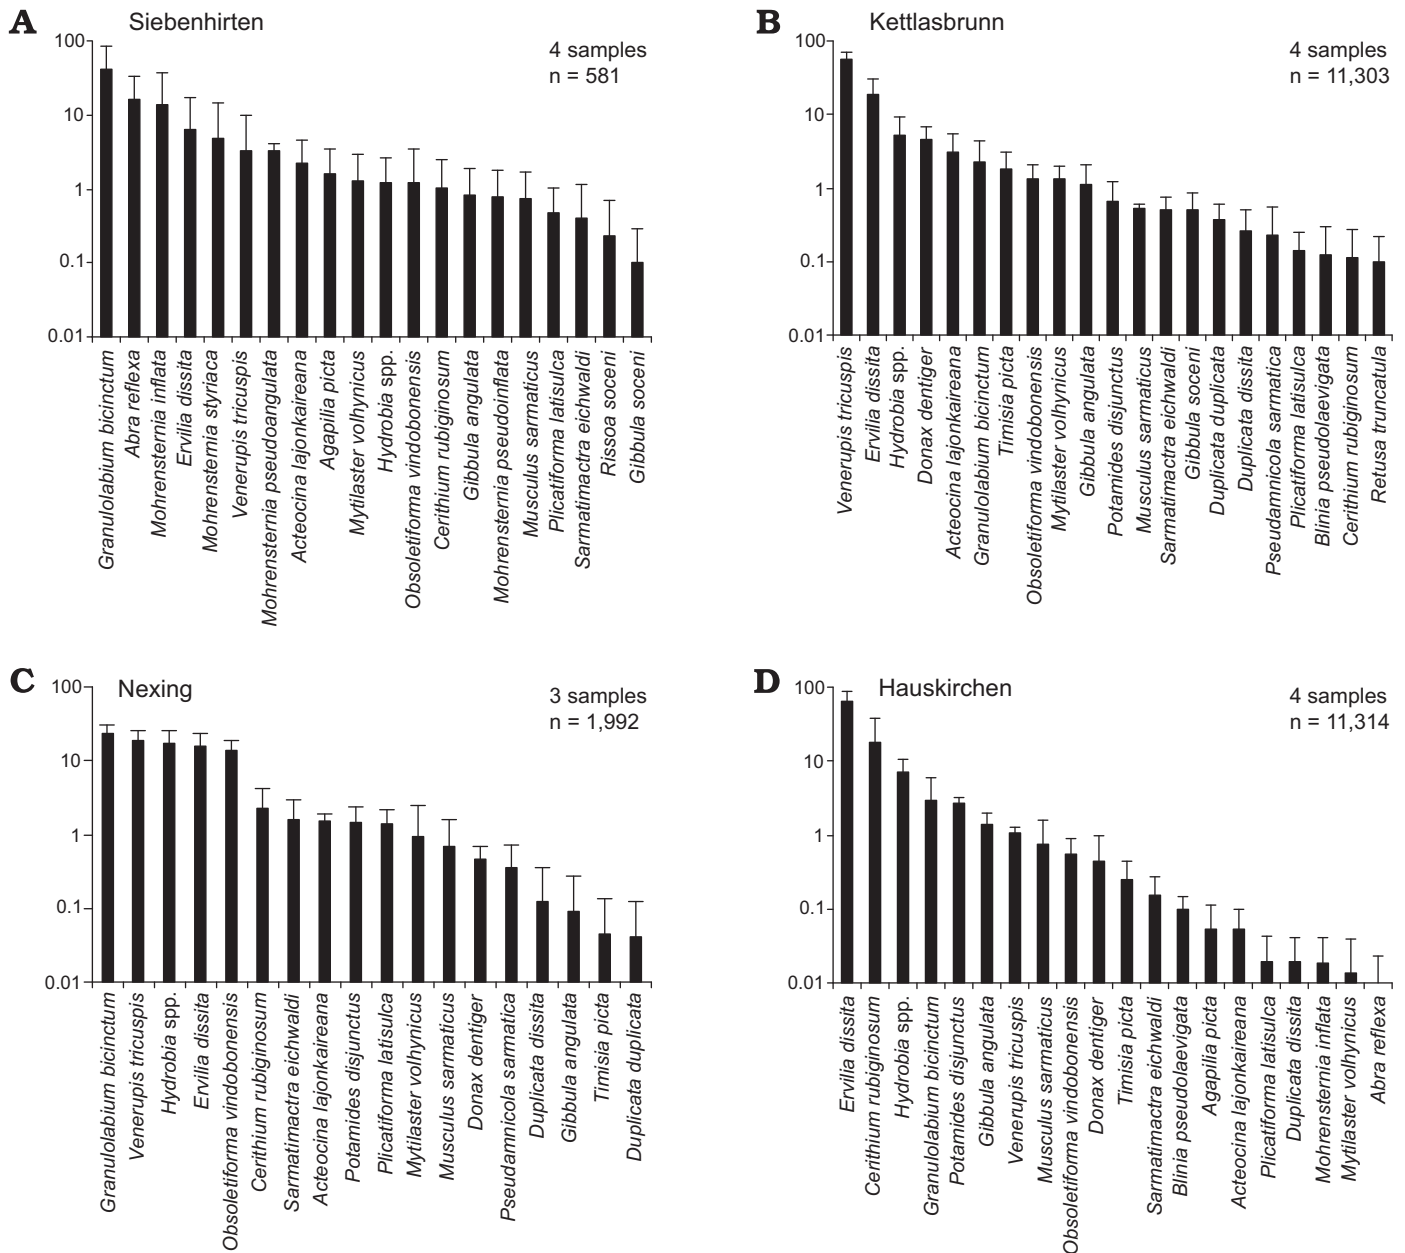 A
Siebenhirten
4 samples
n = 581
100
10
1
0.1
0.01
Granulolabium bicinctum
Abra reflexa
Mohrensternia inflata
Ervilia dissita
Mohrensternia styriaca
Venerupis tricuspis
Mohrensternia pseudoangulata
Acteocina lajonkaireana
Agapilia picta
Mytilaster volhynicus
Hydrobia spp.
Obsoletiforma vindobonensis
Cerithium rubiginosum
Gibbula angulata
Mohrensternia pseudoinflata
Musculus sarmaticus
Plicatiforma latisulca
Sarmatimactra eichwaldi
Rissoa soceni
Gibbula soceni
B
Kettlasbrunn
4 samples
n = 11,303
100
10
1
0.1
0.01
Venerupis tricuspis
Ervilia dissita
Hydrobia spp.
Donax dentiger
Acteocina lajonkaireana
Granulolabium bicinctum
Timisia picta
Obsoletiforma vindobonensis
Mytilaster volhynicus
Gibbula angulata
Potamides disjunctus
Musculus sarmaticus
Sarmatimactra eichwaldi
Gibbula soceni
Duplicata duplicata
Duplicata dissita
Pseudamnicola sarmatica
Plicatiforma latisulca
Blinia pseudolaevigata
Cerithium rubiginosum
Retusa truncatula
C
Nexing
3 samples
n = 1,992
100
10
1
0.1
0.01
Granulolabium bicinctum
Venerupis tricuspis
Hydrobia spp.
Ervilia dissita
Obsoletiforma vindobonensis
Cerithium rubiginosum
Sarmatimactra eichwaldi
Acteocina lajonkaireana
Potamides disjunctus
Plicatiforma latisulca
Mytilaster volhynicus
Musculus sarmaticus
Donax dentiger
Pseudamnicola sarmatica
Duplicata dissita
Gibbula angulata
Timisia picta
Duplicata duplicata
D
Hauskirchen
4 samples
n = 11,314
100
10
1
0.1
0.01
Ervilia dissita
Cerithium rubiginosum
Hydrobia spp.
Granulolabium bicinctum
Potamides disjunctus
Gibbula angulata
Venerupis tricuspis
Musculus sarmaticus
Obsoletiforma vindobonensis
Donax dentiger
Timisia picta
Sarmatimactra eichwaldi
Blinia pseudolaevigata
Agapilia picta
Acteocina lajonkaireana
Plicatiforma latisulca
Duplicata dissita
Mohrensternia inflata
Mytilaster volhynicus
Abra reflexa